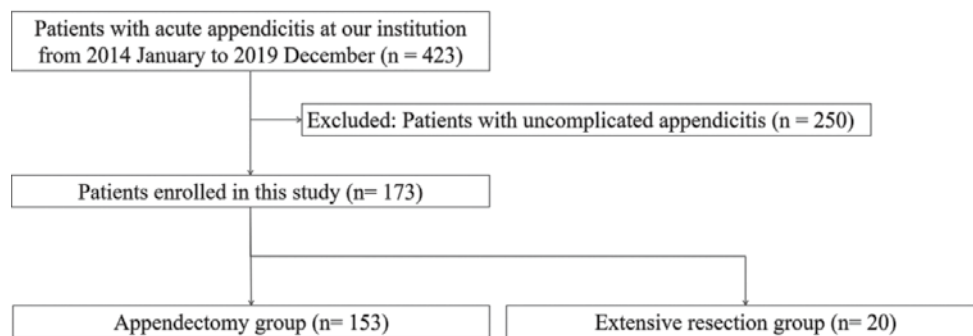 Patients with acute appendicitis at our institution
from 2014 January to 2019 December (n = 423)
Excluded: Patients with uncomplicated appendicitis (n = 250)
Patients enrolled in this study (n= 173)
Appendectomy group (n= 153)
Extensive resection group (n= 20)